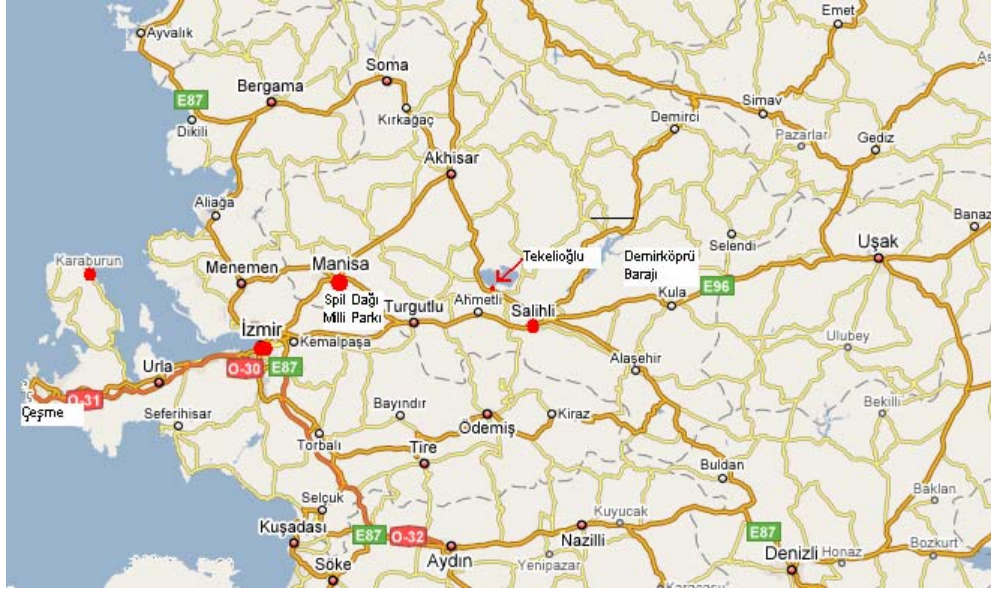 Emet
Ayvalık
Soma
Bergama
E87
Dikili
Kırkağaç
Simav
Demirci
Pazarlar
Gediz
Akhisar
Aliağa
Banaz
Selendi
Uşak
Karaburun
Menemen
Manisa
Tekelioğlu
Demirköprü
Barajı
E96
Kula
Spil Dağı
Milli Parkı
Turgutlu
Ahmetli
Salihli
İzmir
Kemalpaşa
Ulubey
Urla
O-30
E87
Alaşehir
O-31
Çeşme
Seferihisar
Bayındır
Ödemiş
Kiraz
Bekilli
Torbalı
Tire
Buldan
Baklan
Selçuk
Kuyucak
Kuşadası
E87
O-32
Nazilli
E87
Aydın
Yenipazar
Denizli
Honaz
Bozkurt
Söke